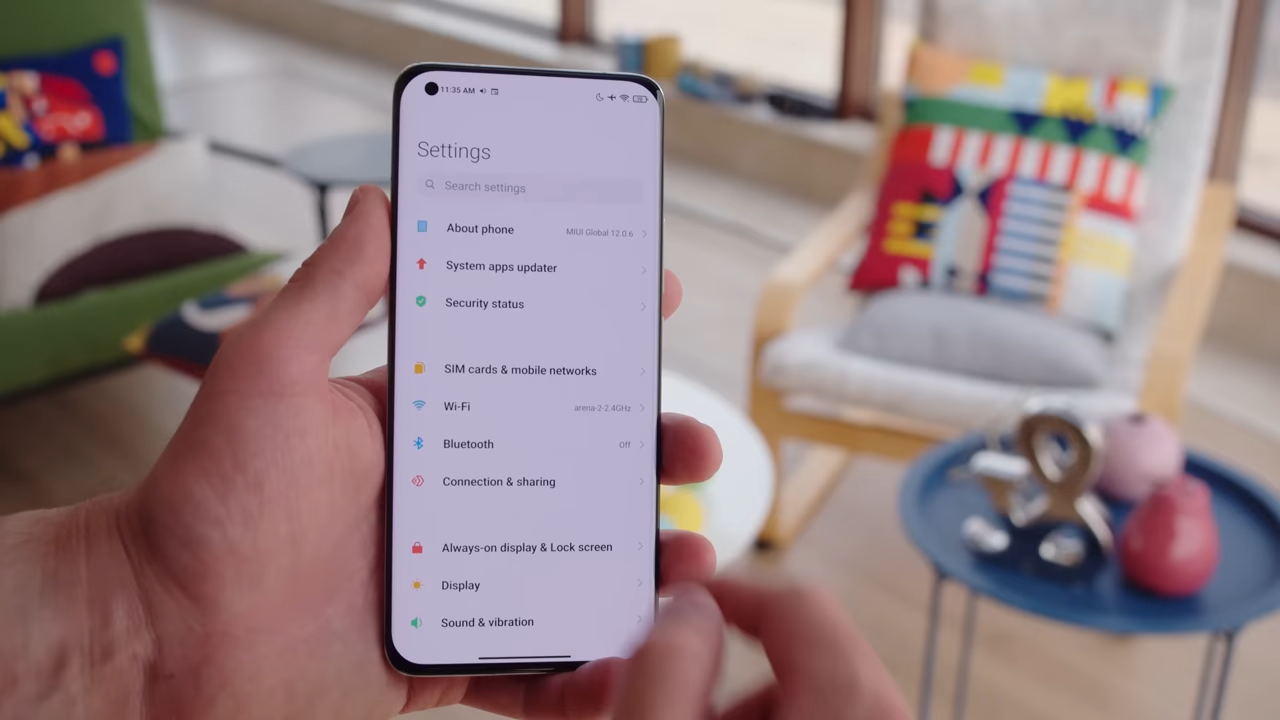 11:35 AM
Settings
Search settings
About phone MIUI Global 12.0.6
System apps updater
Security status
SIM cards & mobile networks
Wi-Fi arena-2-2.4GHz
Bluetooth Off
Connection & sharing
Always-on display & Lock screen
Display
Sound & vibration